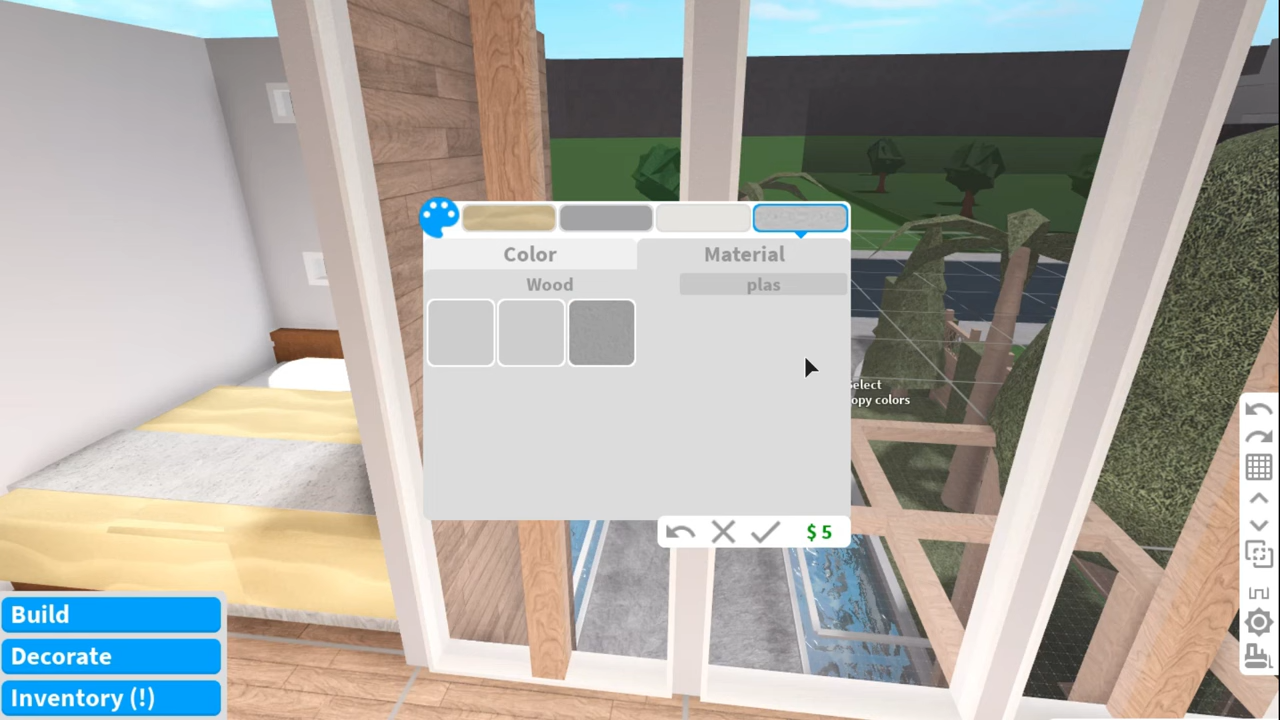 Color
Material
Wood
plas
elect
opy colors
$ 5
Build
Decorate
Inventory (!)